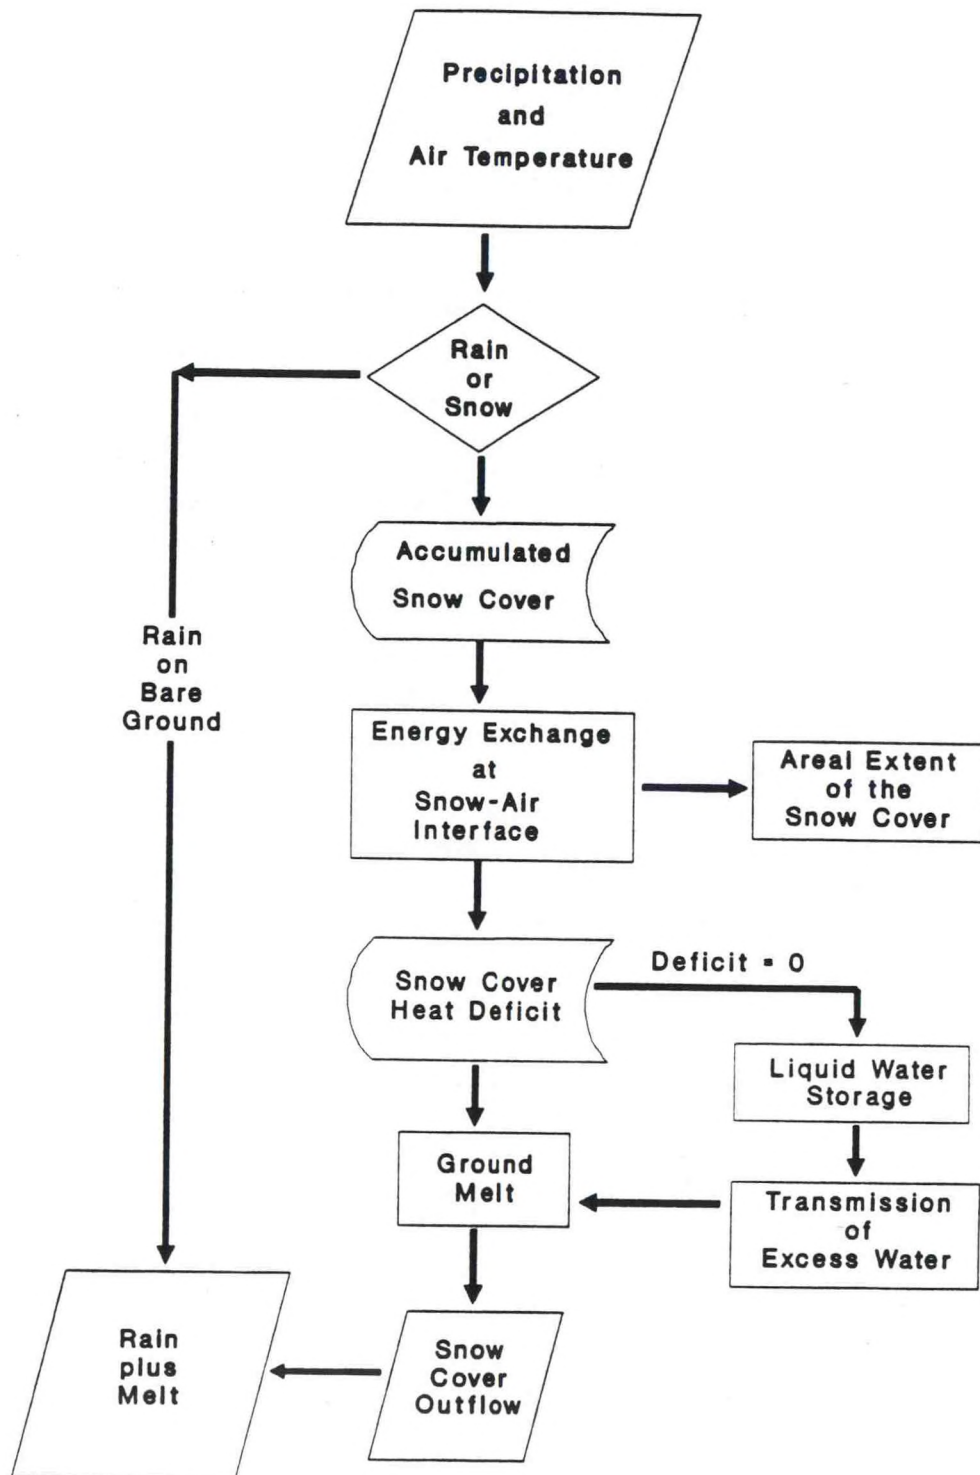 Precipitation
and
Air Temperature
Rain
or
Snow
Accumulated
Snow Cover
Rain
on
Bare
Ground
Energy Exchange
at
Snow-Air
Interface
Areal Extent
of the
Snow Cover
Snow Cover
Heat Deficit
Deficit = 0
Liquid Water
Storage
Ground
Melt
Transmission
of
Excess Water
Rain
plus
Melt
Snow
Cover
Outflow